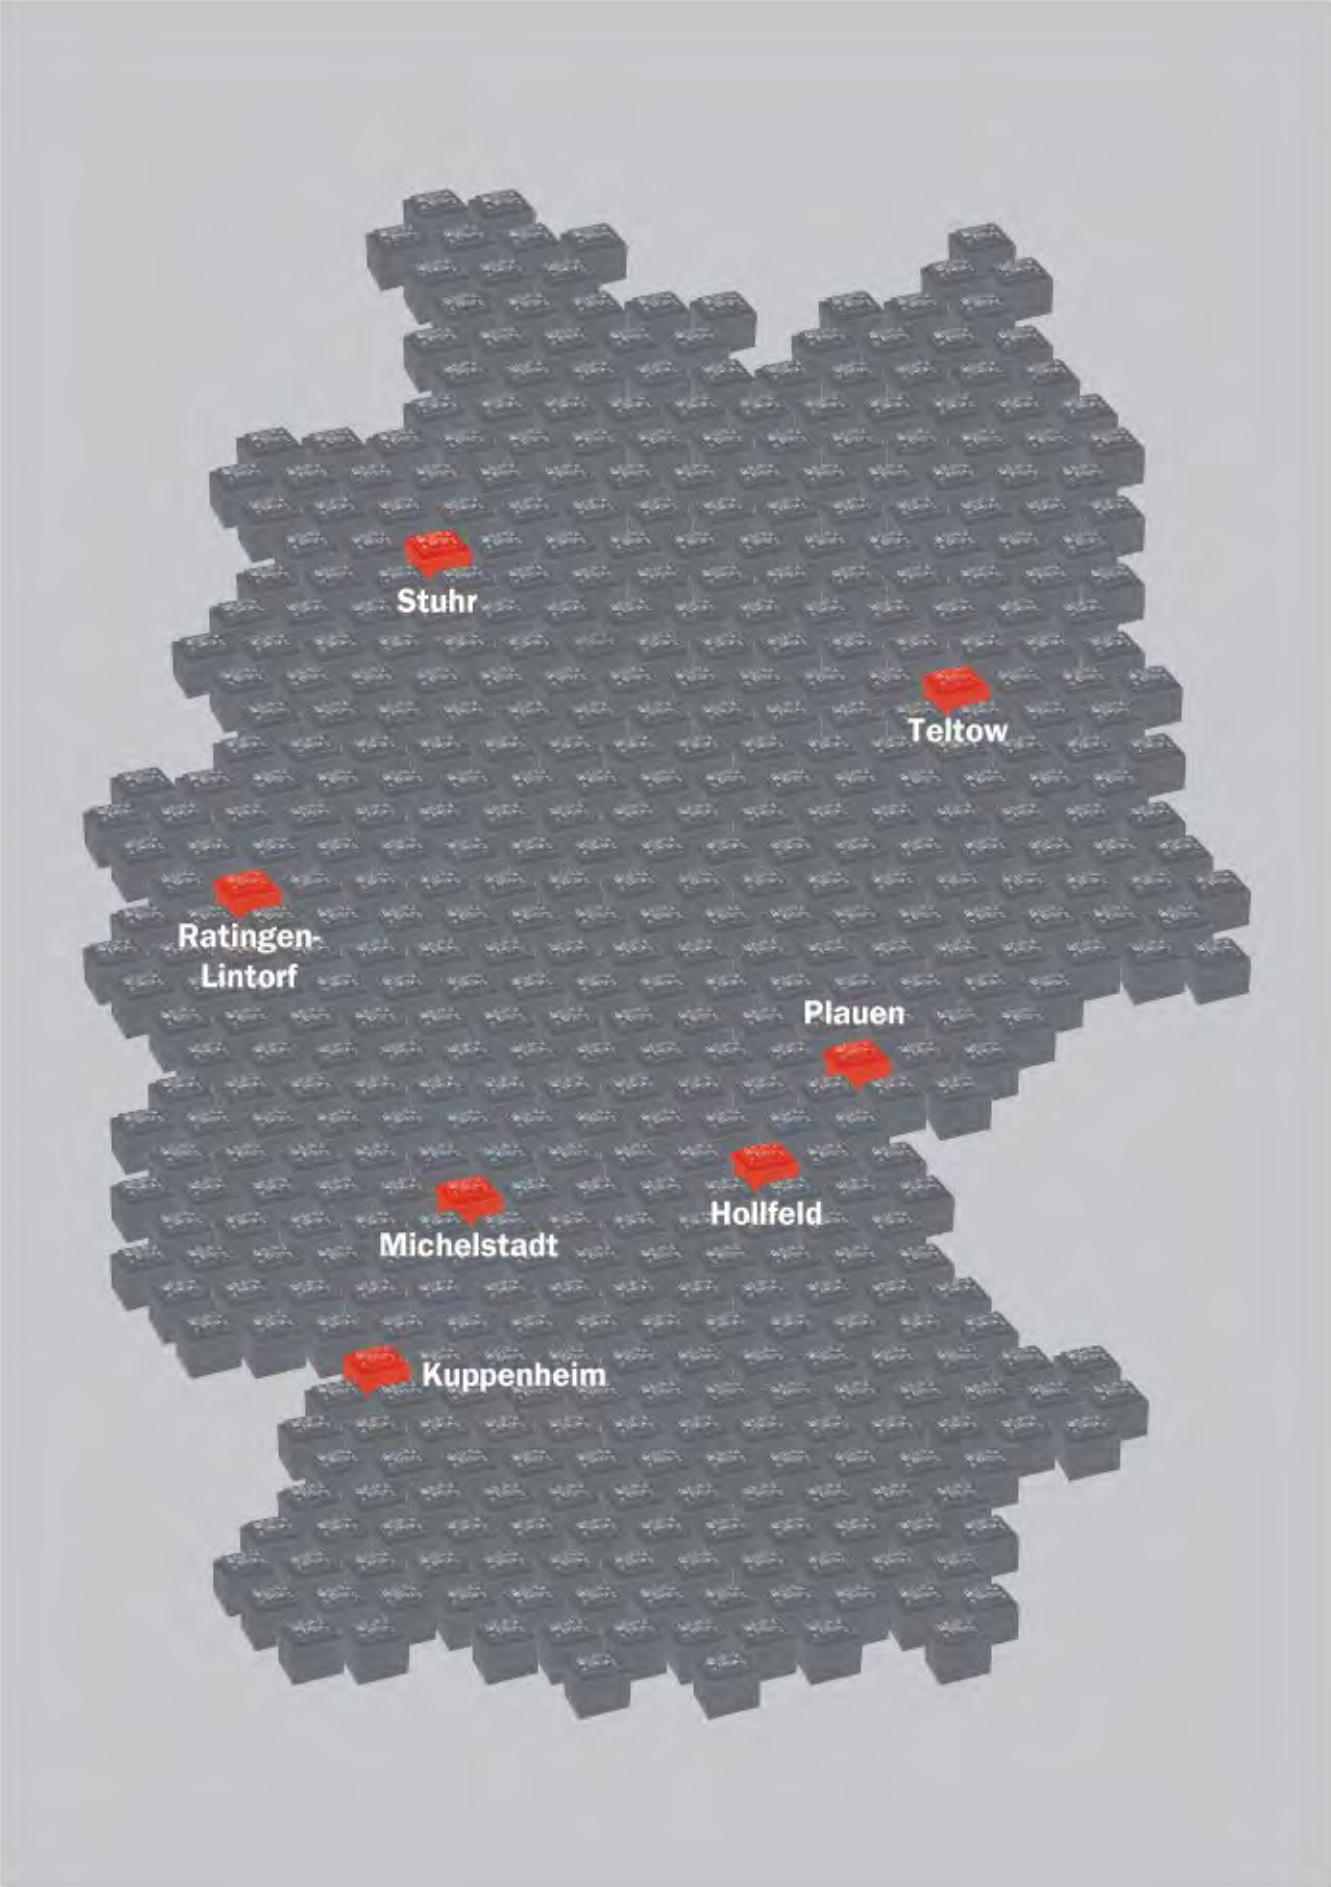 Stuhr
Teltow
Ratingen-
Lintorf
Plauen
Hollfeld
Michelstadt
Kuppenheim